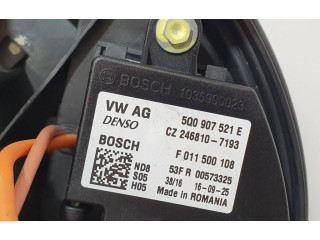 BOSCH
1035900023
VW AG
5Q0 907 521 E
DENSO
CZ 246810-7193
BOSCH
F 011 500 108
ND8
53F R 00573325
S05
38/16
16-09-25
H05
Made in ROMANIA